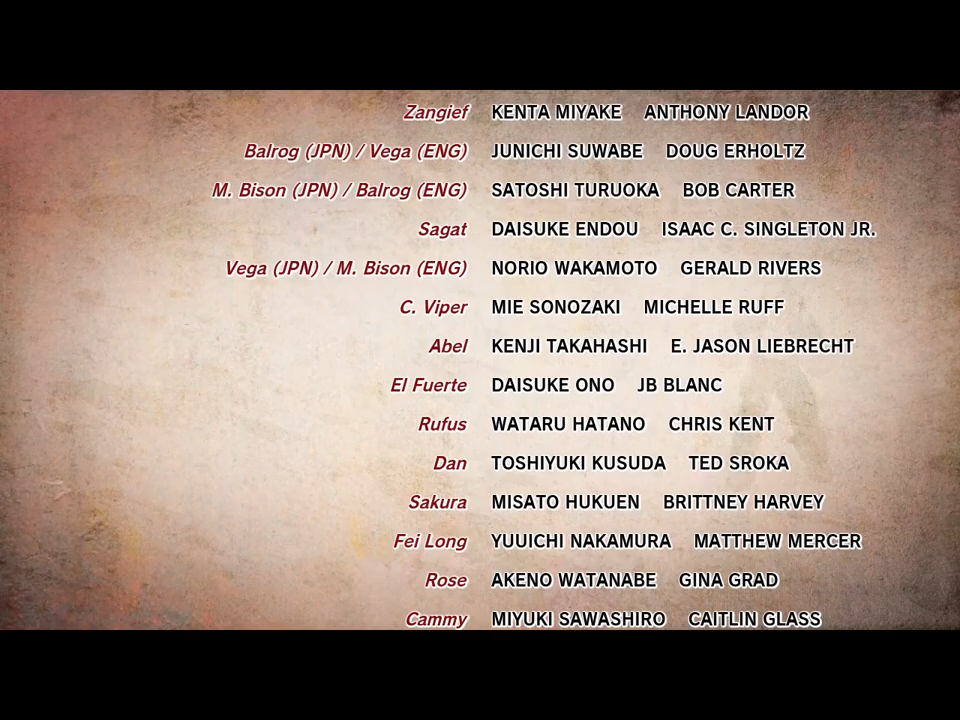 Zangief KENTA MIYAKE ANTHONY LANDOR
Balrog (JPN) / Vega (ENG) JUNICHI SUWABE DOUG ERHOLTZ
M. Bison (JPN) / Balrog (ENG) SATOSHI TURUOKA BOB CARTER
Sagat DAISUKE ENDOU ISAAC C. SINGLETON JR.
Vega (JPN) / M. Bison (ENG) NORIO WAKAMOTO GERALD RIVERS
C. Viper MIE SONOZAKI MICHELLE RUFF
Abel KENJI TAKAHASHI E. JASON LIEBRECHT
El Fuerte DAISUKE ONO JB BLANC
Rufus WATARU HATANO CHRIS KENT
Dan TOSHIYUKI KUSUDA TED SROKA
Sakura MISATO HUKUEN BRITTNEY HARVEY
Fei Long YUUICHI NAKAMURA MATTHEW MERCER
Rose AKENO WATANABE GINA GRAD
Cammy MIYUKI SAWASHIRO CAITLIN GLASS